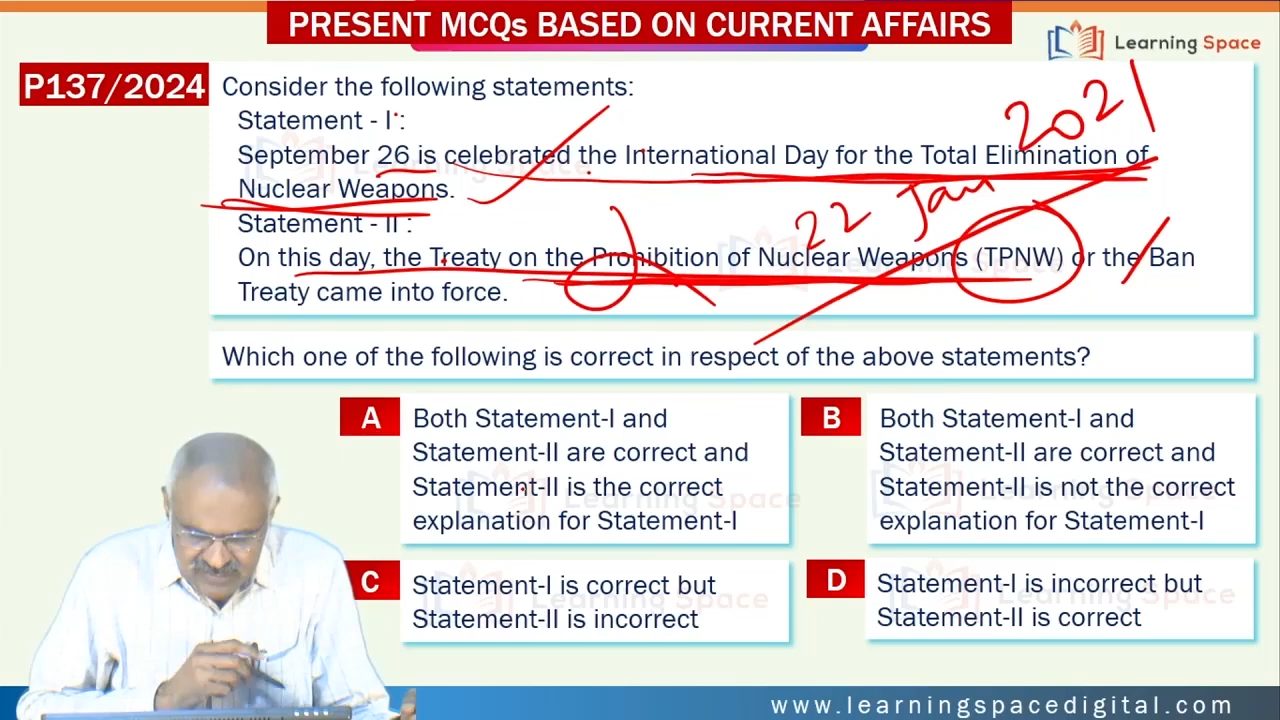 PRESENT MCQs BASED ON CURRENT AFFAIRS
Learning Space
P137/2024
Consider the following statements:
Statement - I :
September 26 is celebrated the International Day for the Total Elimination of
Nuclear Weapons.
Statement - II :
On this day, the Treaty on the Prohibition of Nuclear Weapons (TPNW) or the Ban
Treaty came into force.
2021
22 Jan
Which one of the following is correct in respect of the above statements?
A
Both Statement-I and
Statement-II are correct and
Statement-II is the correct
explanation for Statement-I
B
Both Statement-I and
Statement-II are correct and
Statement-II is not the correct
explanation for Statement-I
C
Statement-I is correct but
Statement-II is incorrect
D
Statement-I is incorrect but
Statement-II is correct
www.learningspacedigital.com